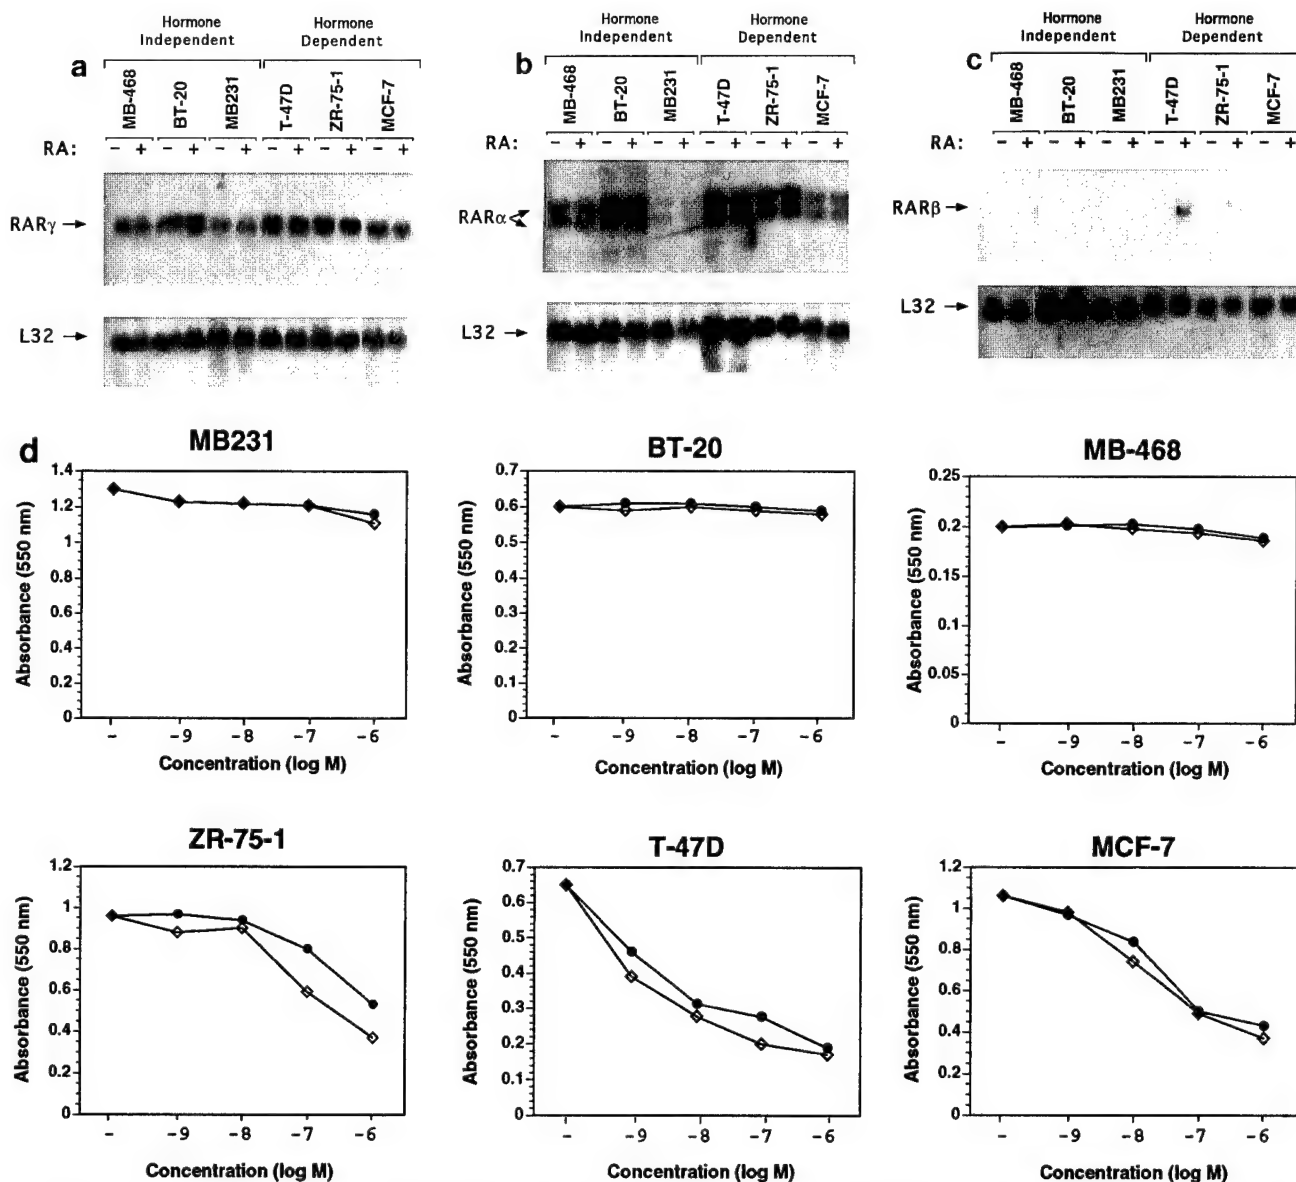 Hormone
Independent
Hormone
Dependent
a
MB-468
BT-20
MB231
T-47D
ZR-75-1
MCF-7
RA: - + - + - + - + - + - +
RARγ
L32
Hormone
Independent
Hormone
Dependent
b
MB-468
BT-20
MB231
T-47D
ZR-75-1
MCF-7
RA: - + - + - + - + - + - +
RARα
L32
Hormone
Independent
Hormone
Dependent
c
MB-468
BT-20
MB231
T-47D
ZR-75-1
MCF-7
RA: - + - + - + - + - + - +
RARβ
L32
d
MB231
Absorbance (550 nm)
1.4
1.2
1
0.8
0.6
0.4
0.2
0
- -9 -8 -7 -6
Concentration (log M)
BT-20
Absorbance (550 nm)
0.7
0.6
0.5
0.4
0.3
0.2
0.1
0
- -9 -8 -7 -6
Concentration (log M)
MB-468
Absorbance (550 nm)
0.25
0.2
0.15
0.1
0.05
0
- -9 -8 -7 -6
Concentration (log M)
ZR-75-1
Absorbance (550 nm)
1.2
1
0.8
0.6
0.4
0.2
0
- -9 -8 -7 -6
Concentration (log M)
T-47D
Absorbance (550 nm)
0.7
0.6
0.5
0.4
0.3
0.2
0.1
0
- -9 -8 -7 -6
Concentration (log M)
MCF-7
Absorbance (550 nm)
1.2
1
0.8
0.6
0.4
0.2
0
- -9 -8 -7 -6
Concentration (log M)